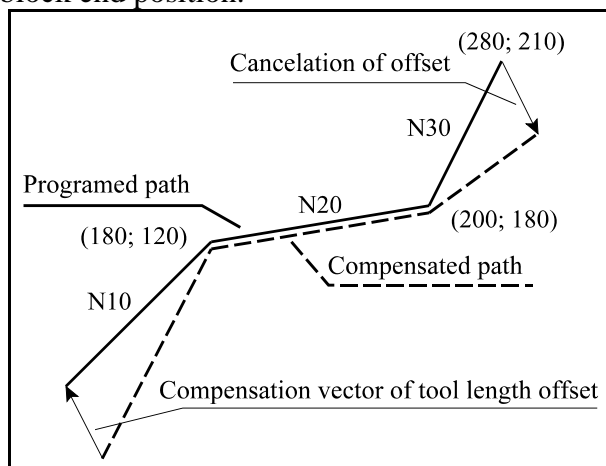 block end position.
(280; 210)
Cancelation of offset
N30
Programed path
N20
(180; 120)
(200; 180)
Compensated path
N10
Compensation vector of tool length offset